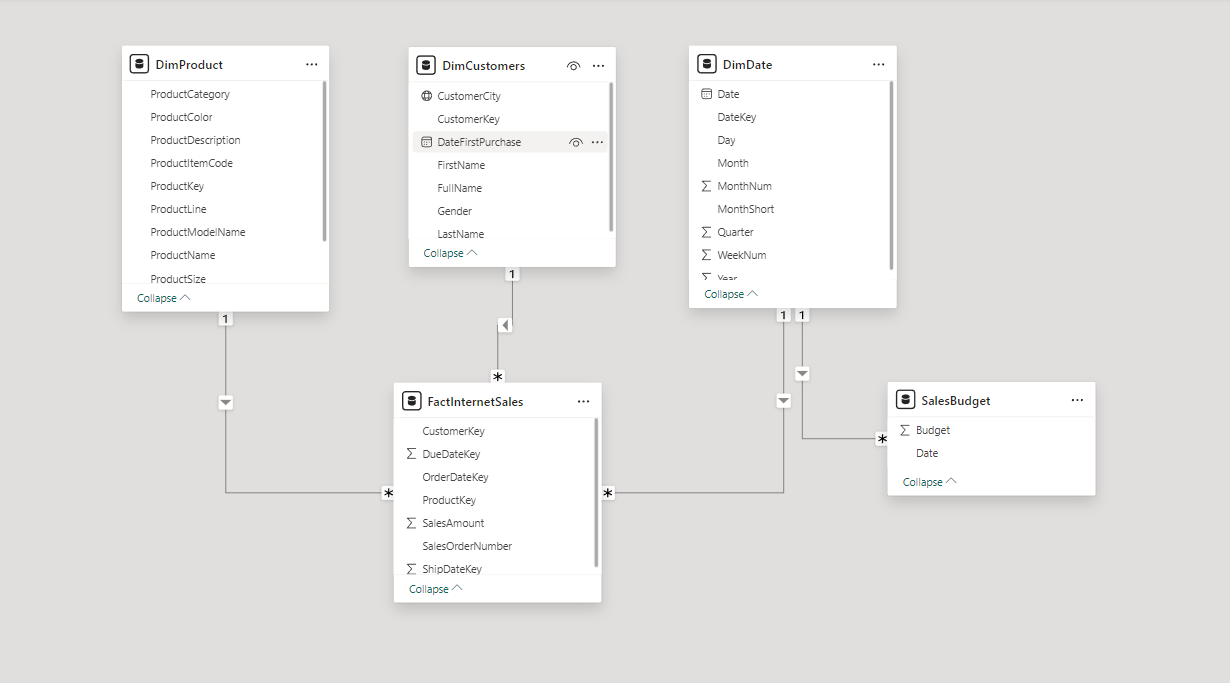 DimProduct
ProductCategory
ProductColor
ProductDescription
ProductItemCode
ProductKey
ProductLine
ProductModelName
ProductName
ProductSize
Collapse
1
DimCustomers
CustomerCity
CustomerKey
DateFirstPurchase
FirstName
FullName
Gender
LastName
Collapse
1
DimDate
Date
DateKey
Day
Month
∑ MonthNum
MonthShort
∑ Quarter
∑ WeekNum
∑ Year
Collapse
1 1
*
FactInternetSales
CustomerKey
∑ DueDateKey
OrderDateKey
ProductKey
∑ SalesAmount
SalesOrderNumber
∑ ShipDateKey
Collapse
*
*
*
SalesBudget
∑ Budget
Date
Collapse